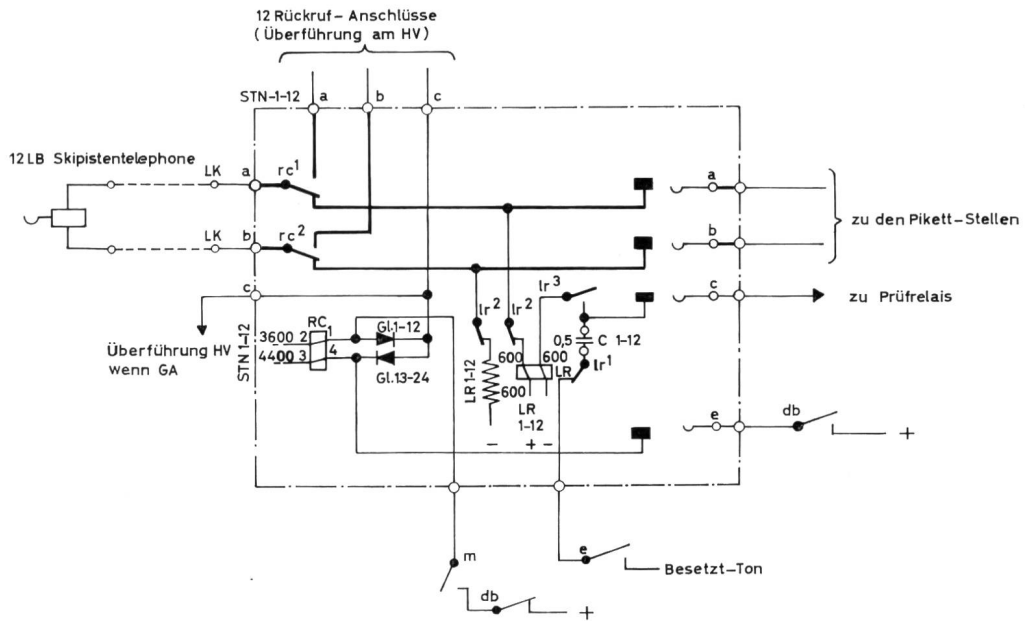 12 Rückruf-Anschlüsse
(Überführung am HV)
STN-1-12
a
b
c
12 LB Skipistentelephone
LK
a
rc1
a
LK
b
rc2
b
zu den Pikett-Stellen
c
lr3
c
zu Prüfrelais
lr2
lr2
Überführung HV
wenn GA
STN 1-12
3600 2
RC
1
4400 3
4
Gl.1-12
Gl.13-24
0,5
C 1-12
LR 1-12
600
600
LR
lr1
600
LR
1-12
-
+
-
e
db
+
m
e
Besetzt-Ton
db
+